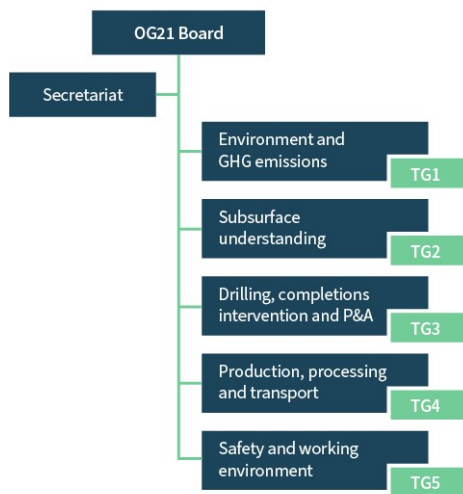 OG21 Board
Secretariat
Environment and
GHG emissions
TG1
Subsurface
understanding
TG2
Drilling, completions
intervention and P&A
TG3
Production, processing
and transport
TG4
Safety and working
environment
TG5